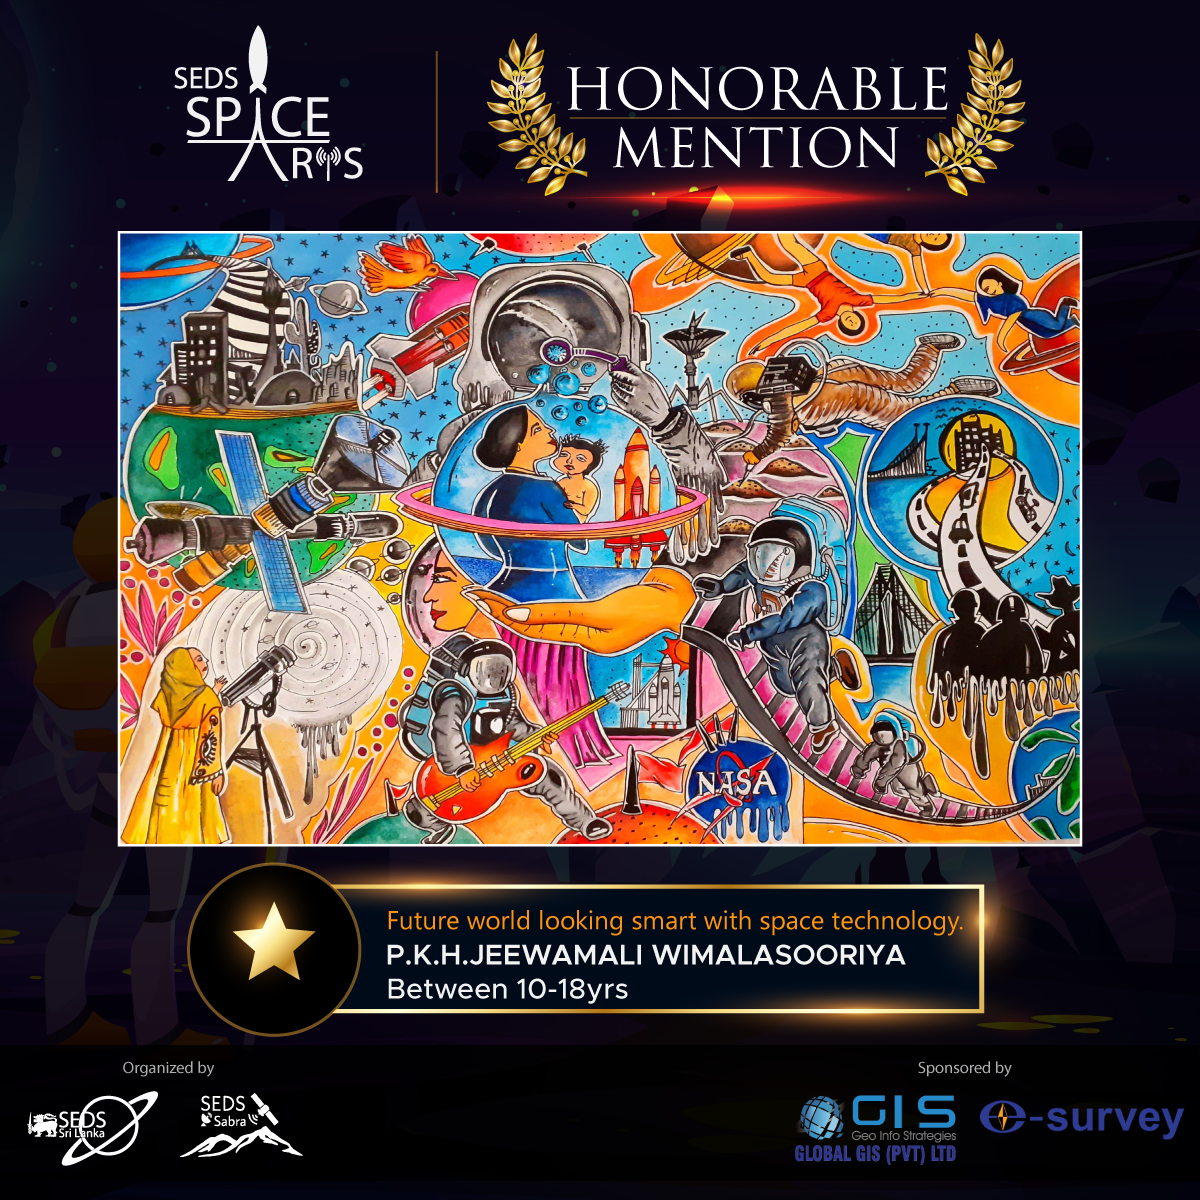 SEDS
SPACE
ARTS
HONORABLE
MENTION
NASA
Future world looking smart with space technology.
P.K.H.JEEWAMALI WIMALASOORIYA
Between 10-18yrs
Organized by
Sponsored by
SEDS
Sri Lanka
SEDS
Sabra
GIS
Geo Info Strategies
GLOBAL GIS (PVT) LTD
e-survey